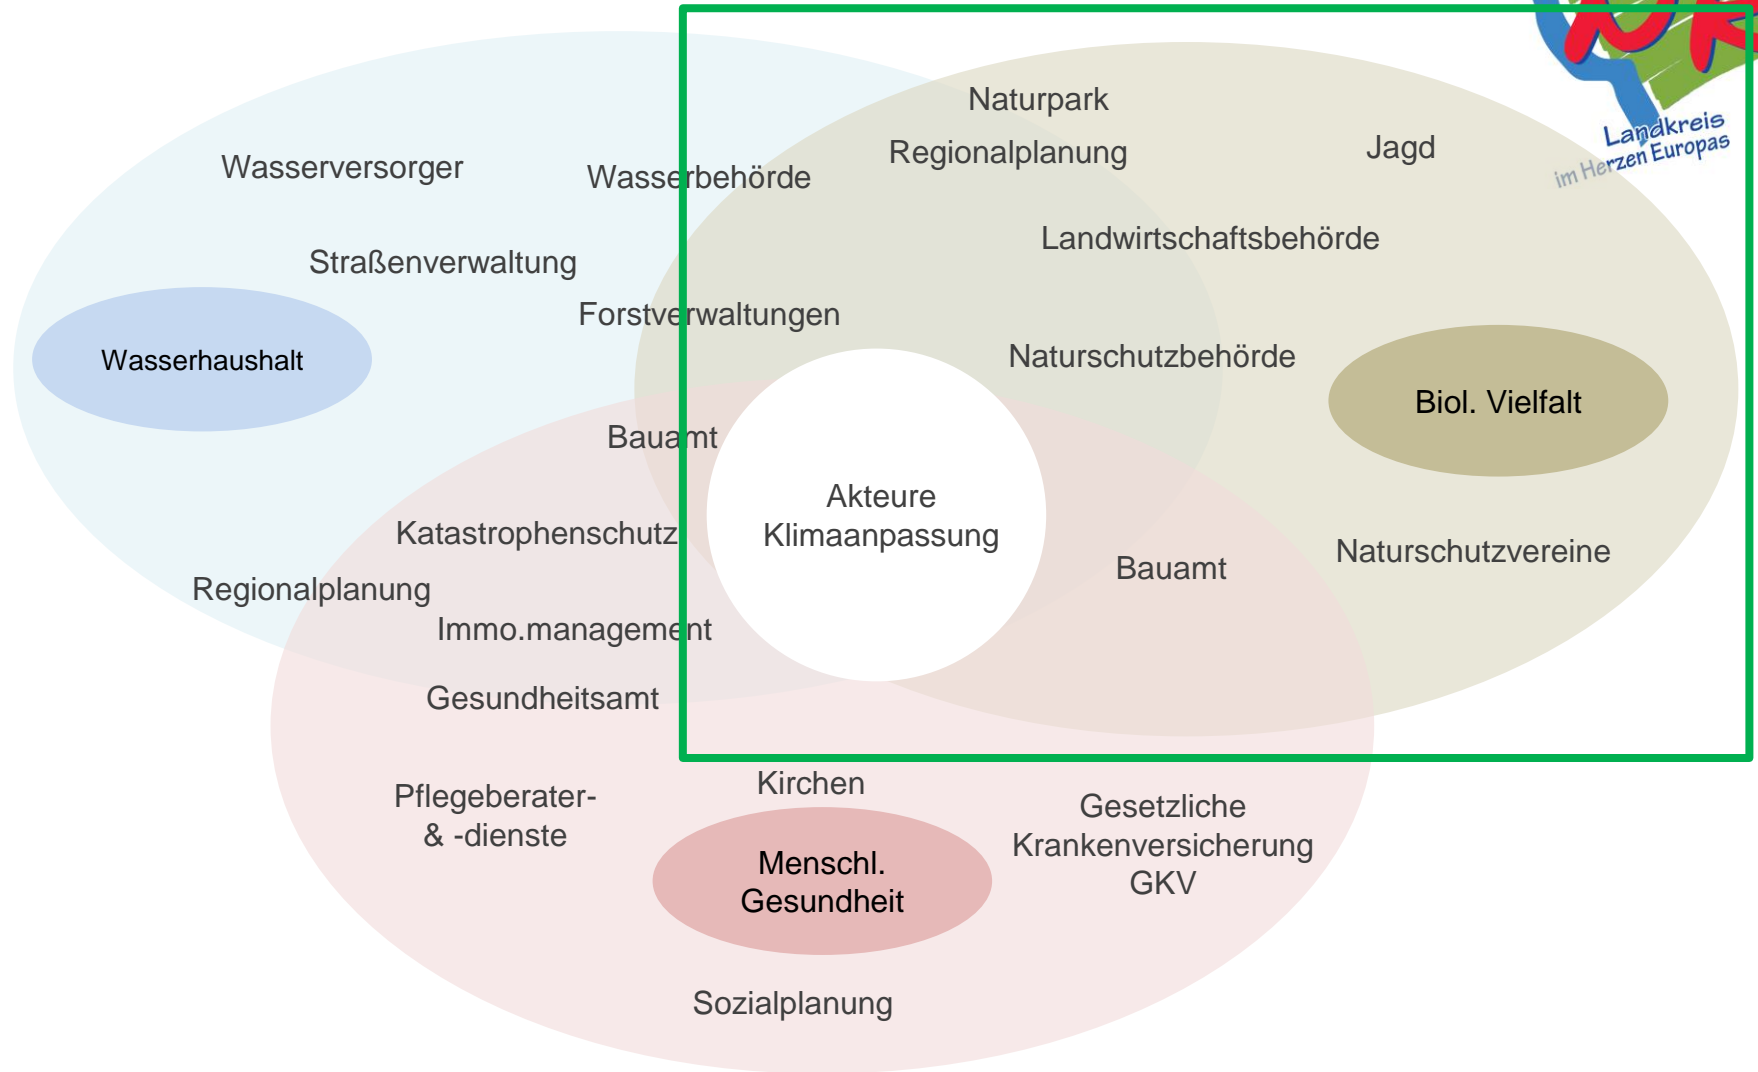 Naturpark
Regionalplanung
Jagd
Landkreis
im Herzen Europas
Wasserversorger
Wasserbehörde
Landwirtschaftsbehörde
Straßenverwaltung
Forstverwaltungen
Naturschutzbehörde
Wasserhaushalt
Biol. Vielfalt
Bauamt
Akteure
Klimaanpassung
Katastrophenschutz
Naturschutzvereine
Bauamt
Regionalplanung
Immo.management
Gesundheitsamt
Kirchen
Pflegeberater-
& -dienste
Gesetzliche
Krankenversicherung
GKV
Menschl.
Gesundheit
Sozialplanung